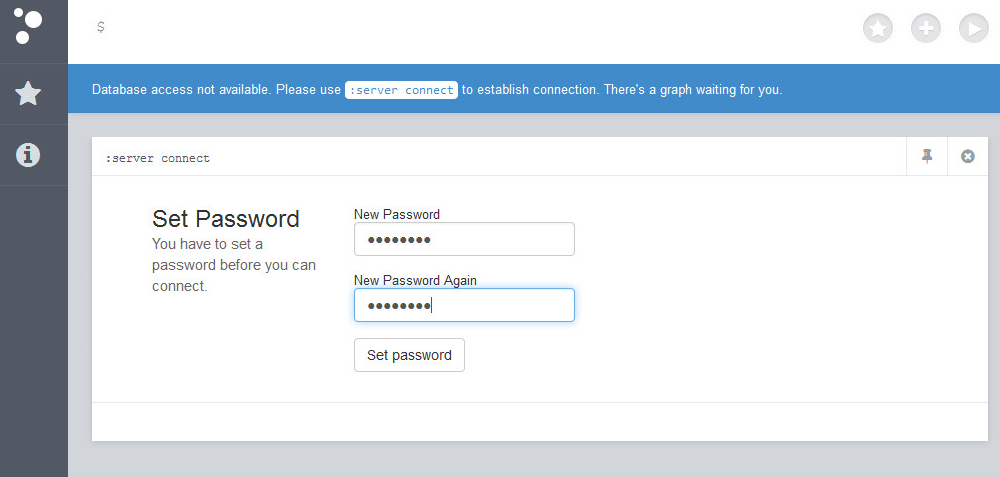 $
Database access not available. Please use :server connect to establish connection. There's a graph waiting for you.
:server connect
Set Password
You have to set a
password before you can
connect.
New Password
●●●●●●●●
New Password Again
●●●●●●●●
Set password